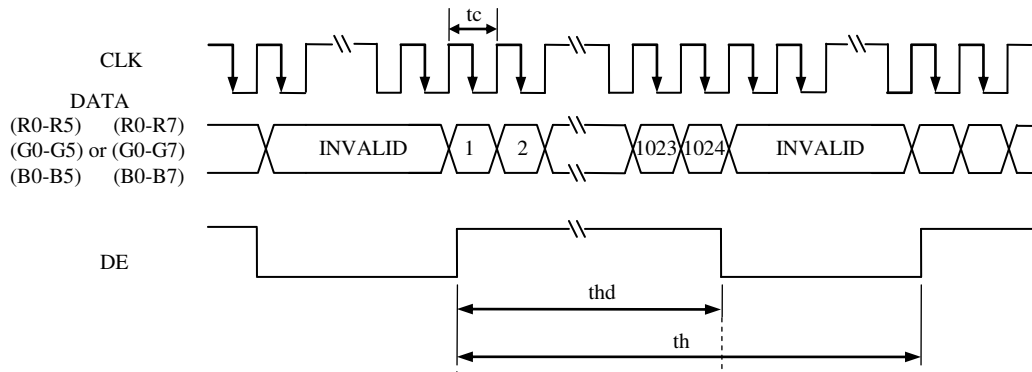 tc
CLK
DATA
(R0-R5) (R0-R7)
(G0-G5) or (G0-G7)
(B0-B5) (B0-B7)
INVALID 1 2 1023 1024 INVALID
DE
thd
th